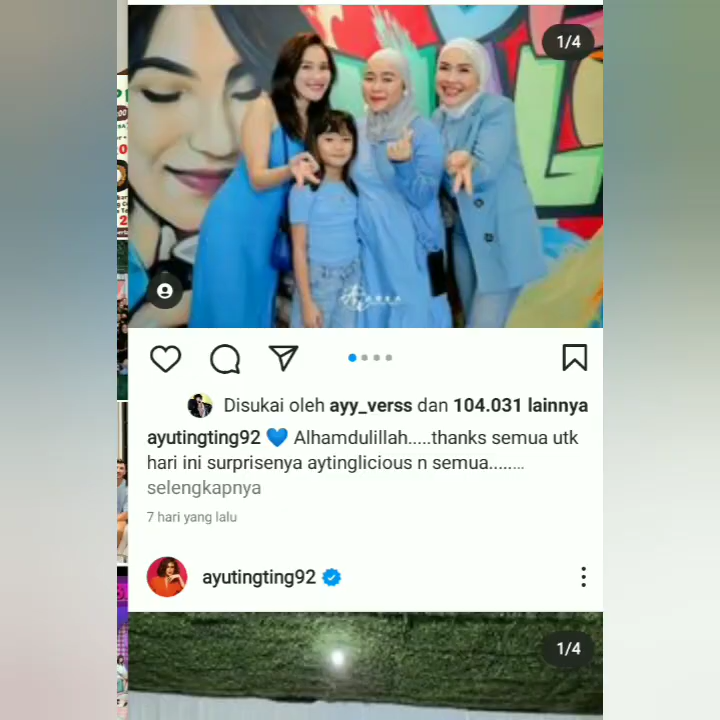 1/4
Disukai oleh ayy_verss dan 104.031 lainnya
ayutingting92 💙 Alhamdulillah.....thanks semua utk
hari ini surprisenya aytinglicious n semua........
selengkapnya
7 hari yang lalu
ayutingting92
1/4